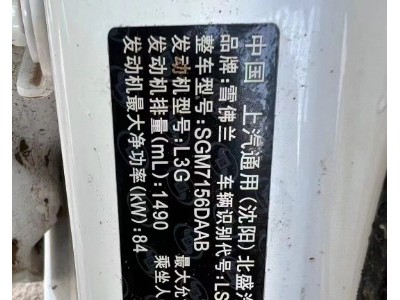 中国 上汽通用(沈阳)北盛汽
品牌:雪佛兰 车辆识别代号:LS
整车型号:SGM7156DAAB
发动机型号:L3G 最大允
发动机排量(mL):1490 乘坐人
发动机最大净功率(kW):84